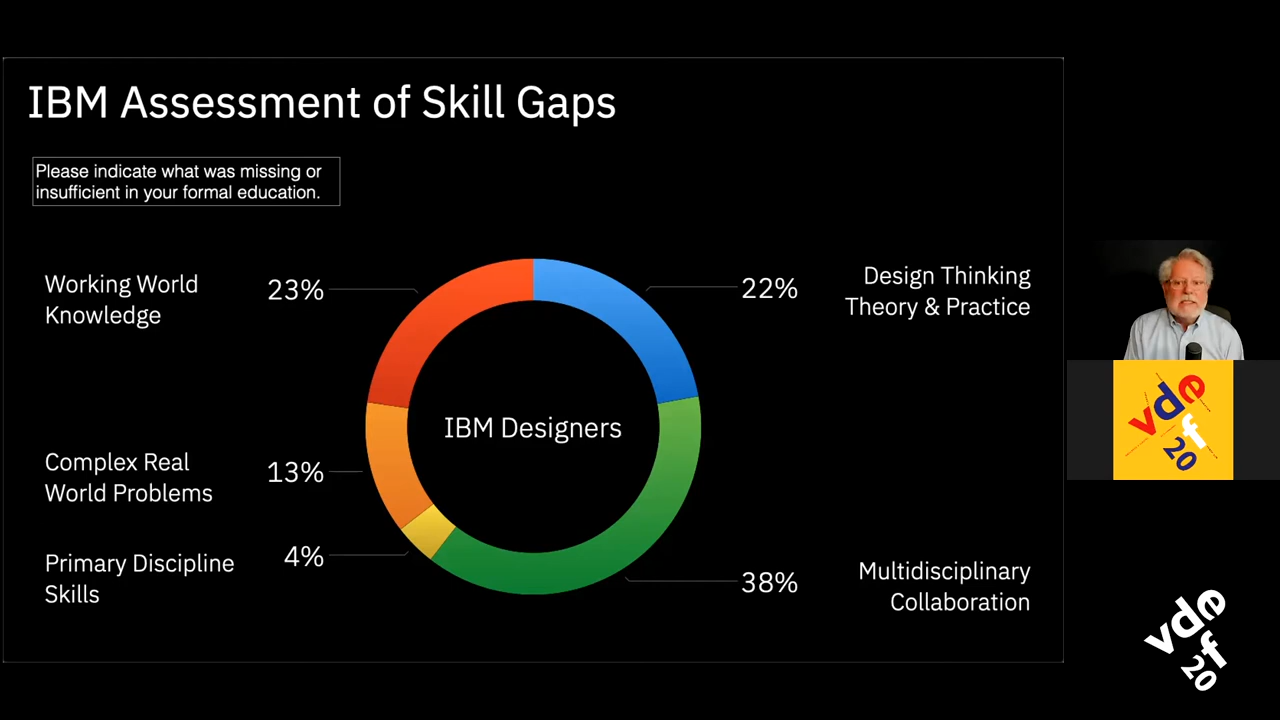 IBM Assessment of Skill Gaps
Please indicate what was missing or
insufficient in your formal education.
Working World
Knowledge
23%
22%
Design Thinking
Theory & Practice
IBM Designers
Complex Real
World Problems
13%
Primary Discipline
Skills
4%
38%
Multidisciplinary
Collaboration
vdef
20
vdef
20